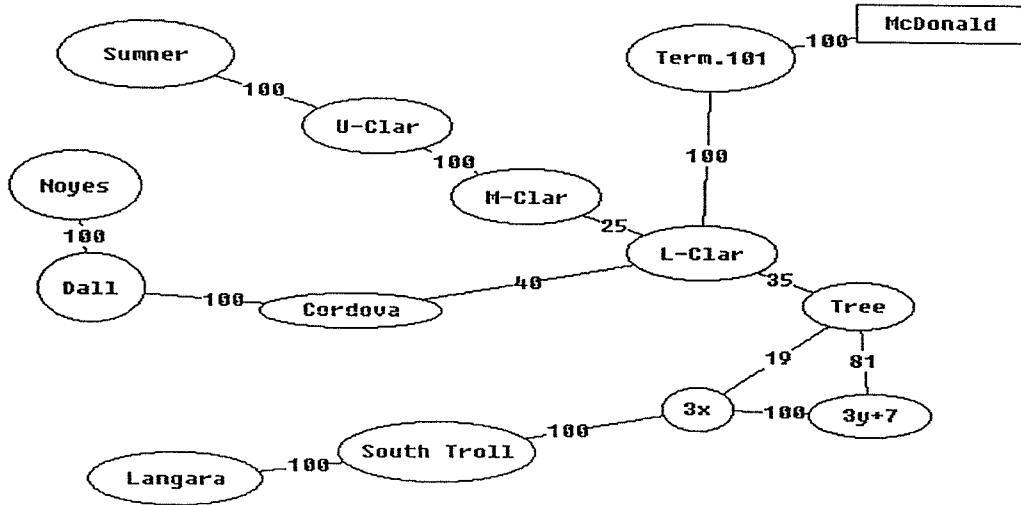 McDonald
Sumner
100
Term.101
100
U-Clar
100
100
Noyes
M-Clar
100
25
L-Clar
Dall
100
Cordova
40
35
Tree
19
81
3x
100
3y+7
100
South Troll
100
Langara